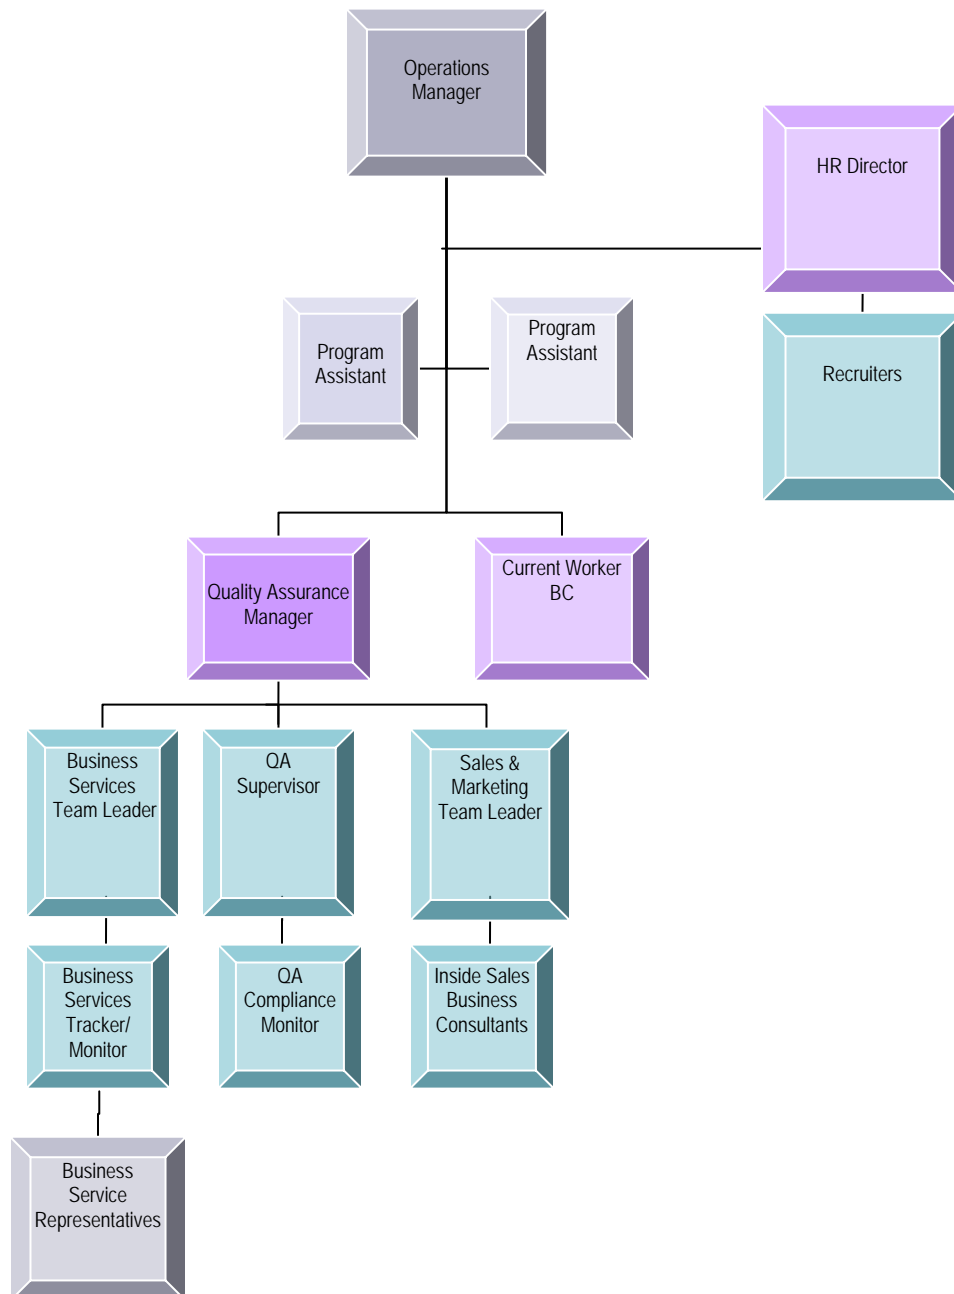 Operations
Manager
HR Director
Program
Assistant
Program
Assistant
Recruiters
Quality Assurance
Manager
Current Worker
BC
Business
Services
Team Leader
QA
Supervisor
Sales &
Marketing
Team Leader
Business
Services
Tracker/
Monitor
QA
Compliance
Monitor
Inside Sales
Business
Consultants
Business
Service
Representatives